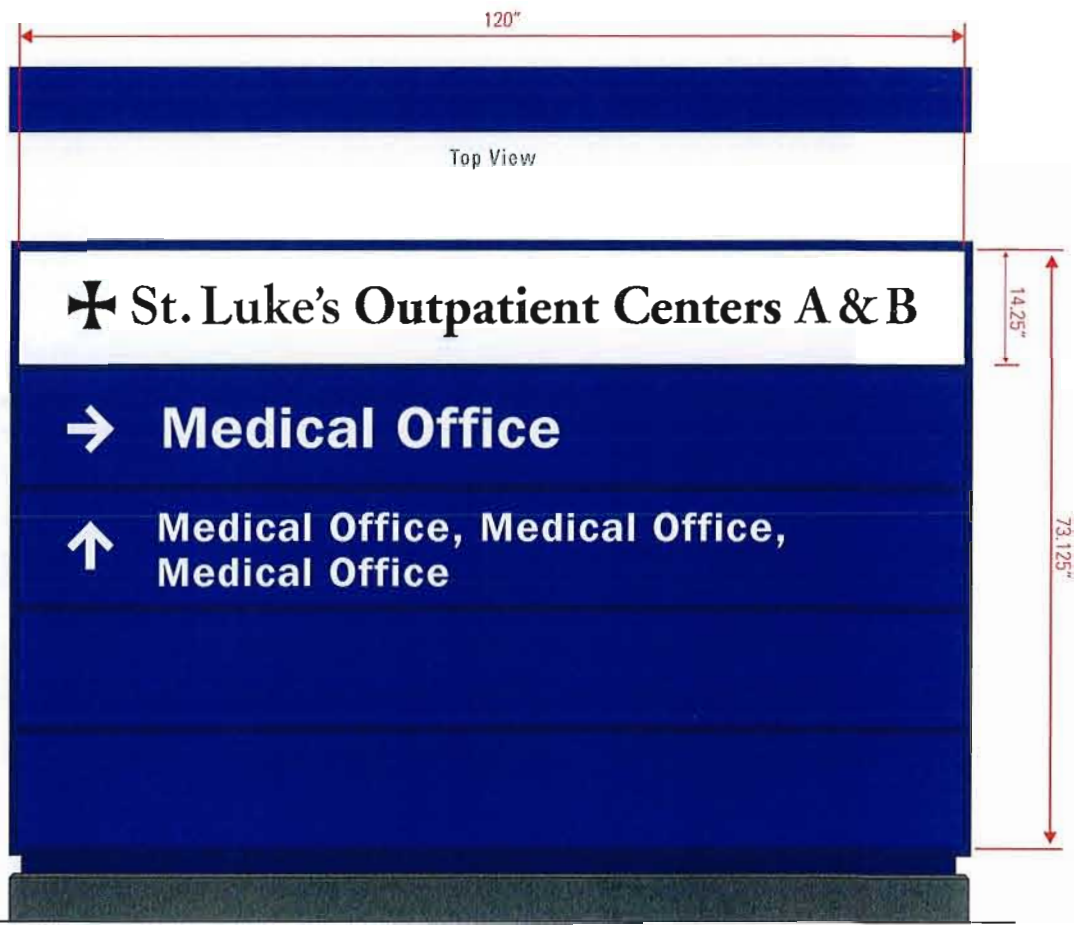 120"
Top View
St. Luke's Outpatient Centers A & B
14.25"
Medical Office
Medical Office, Medical Office,
Medical Office
73.125"